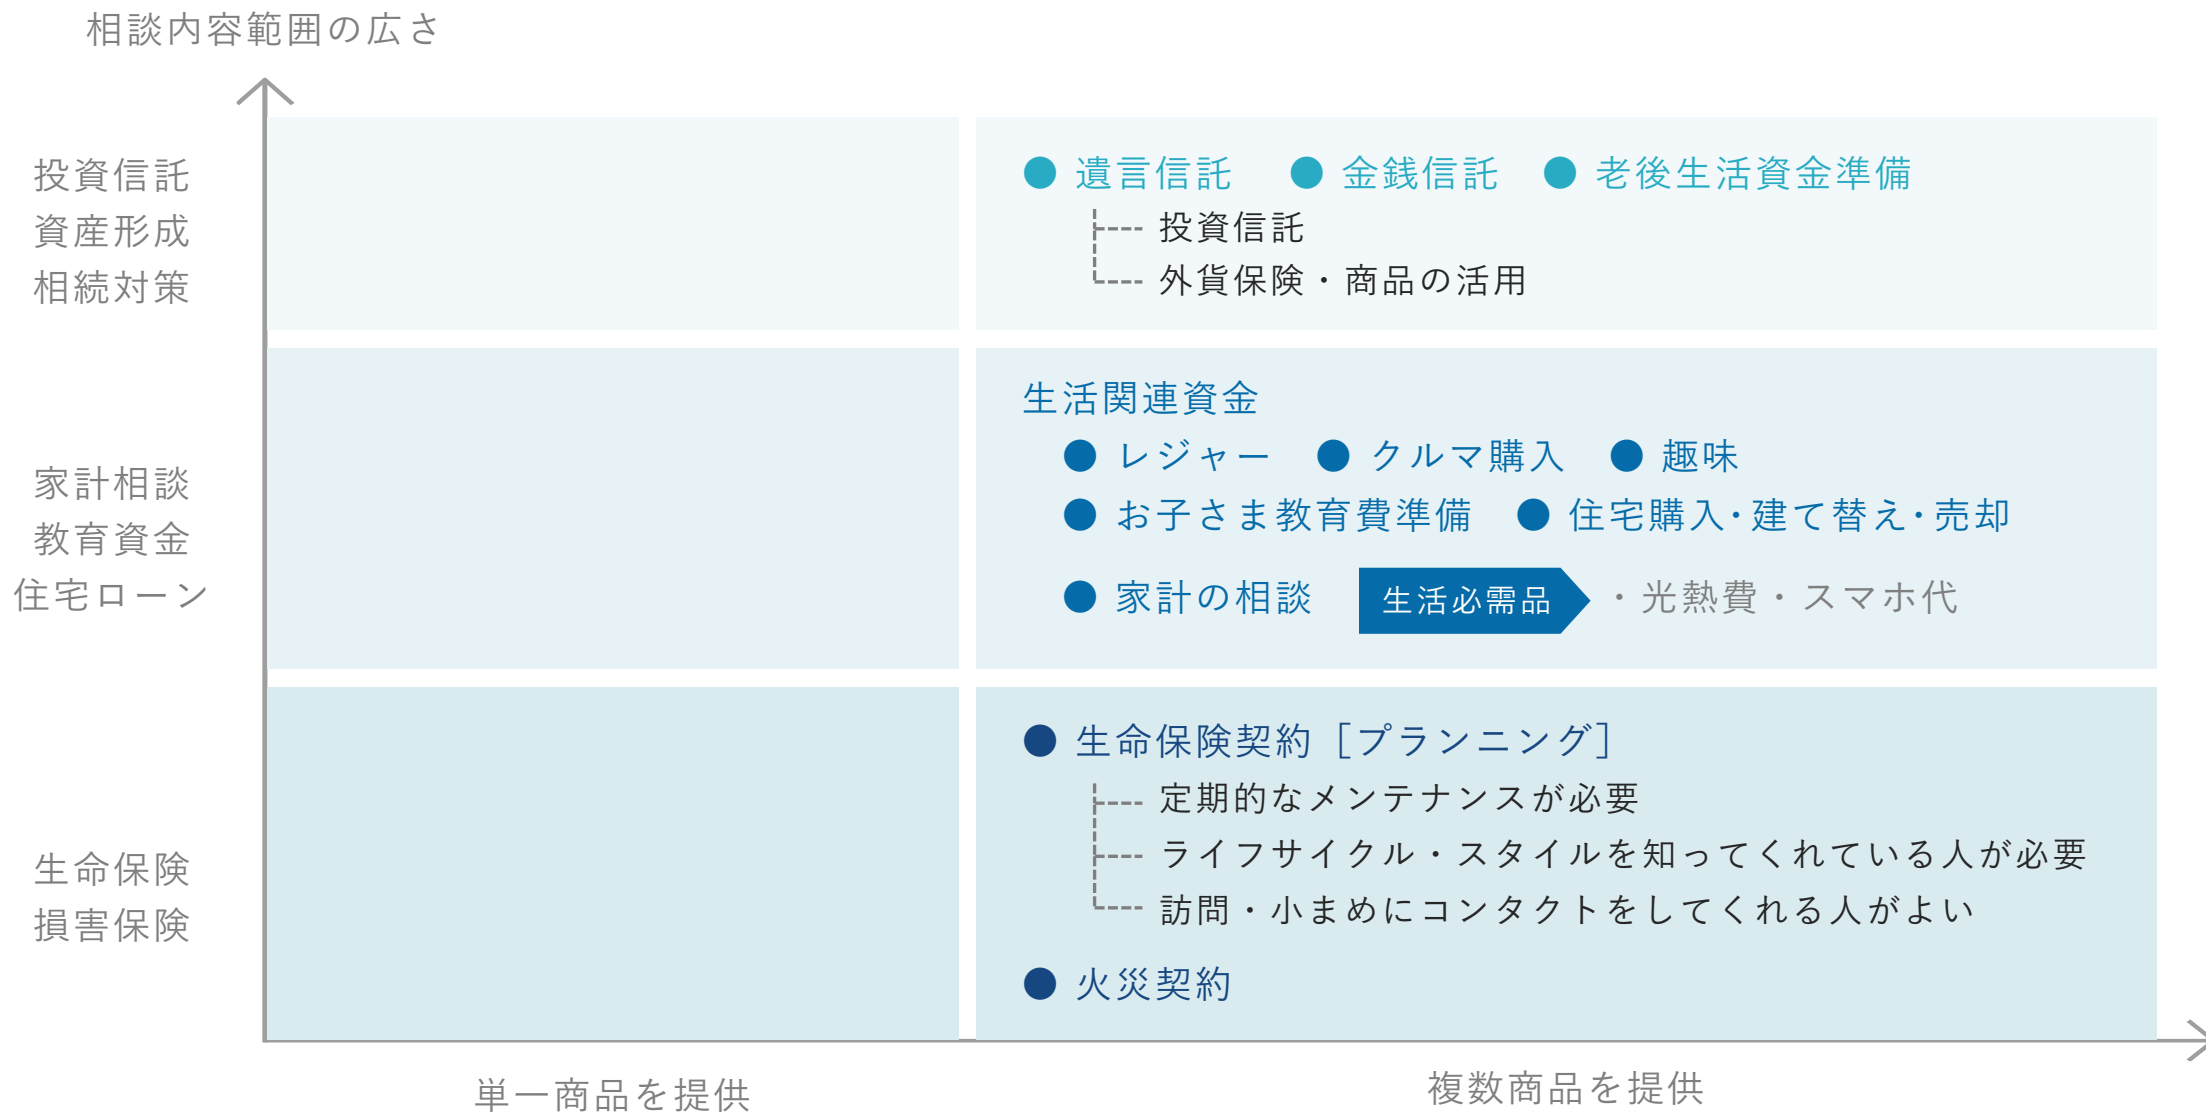 相談内容範囲の広さ
投資信託
資産形成
相続対策
● 遺言信託 ● 金銭信託 ● 老後生活資金準備
投資信託
外貨保険・商品の活用
家計相談
教育資金
住宅ローン
生活関連資金
● レジャー ● クルマ購入 ● 趣味
● お子さま教育費準備 ● 住宅購入・建て替え・売却
● 家計の相談 生活必需品 ・光熱費・スマホ代
生命保険
損害保険
● 生命保険契約［プランニング］
定期的なメンテナンスが必要
ライフサイクル・スタイルを知ってくれている人が必要
訪問・小まめにコンタクトをしてくれる人がよい
● 火災契約
単一商品を提供
複数商品を提供